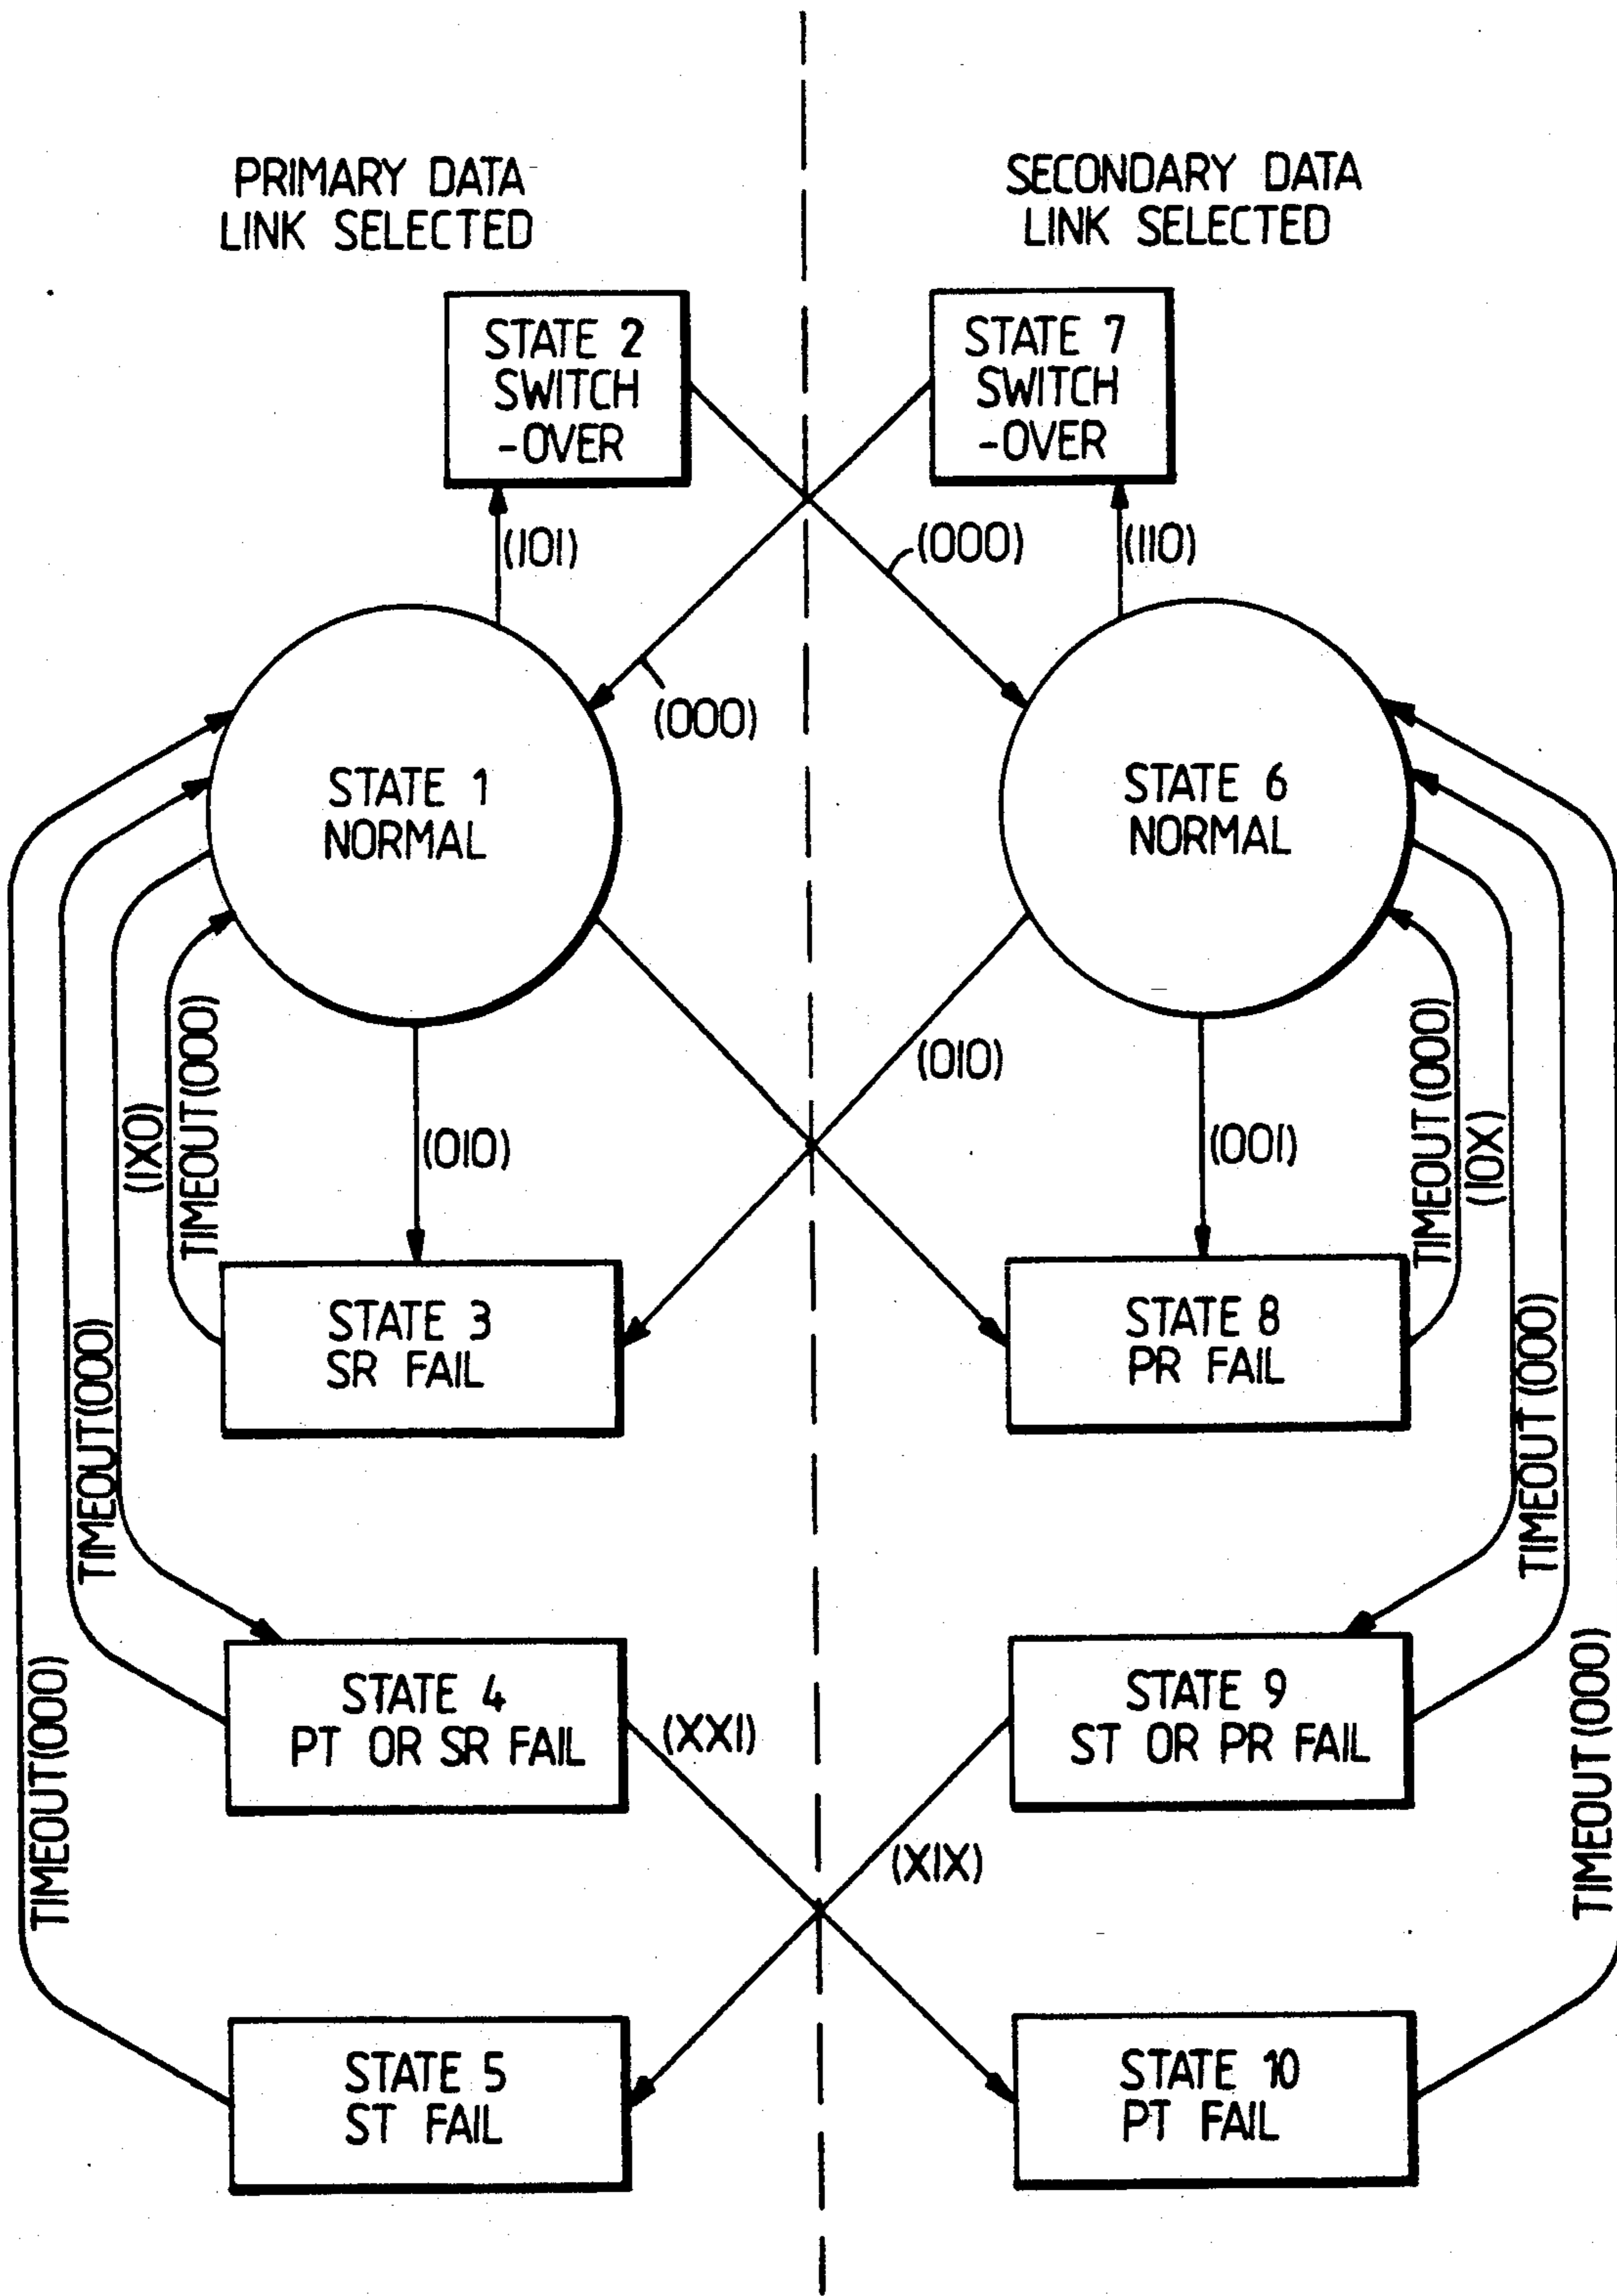 PRIMARY DATA
LINK SELECTED
SECONDARY DATA
LINK SELECTED
STATE 2
SWITCH
-OVER
STATE 7
SWITCH
-OVER
(101)
(000)
(110)
(000)
STATE 1
NORMAL
STATE 6
NORMAL
(1X0)
TIMEOUT(000)
(010)
(010)
(001)
TIMEOUT(000)
(10X)
STATE 3
SR FAIL
STATE 8
PR FAIL
TIMEOUT(000)
TIMEOUT(000)
STATE 4
PT OR SR FAIL
(XX1)
STATE 9
ST OR PR FAIL
TIMEOUT(000)
(X1X)
TIMEOUT(000)
STATE 5
ST FAIL
STATE 10
PT FAIL